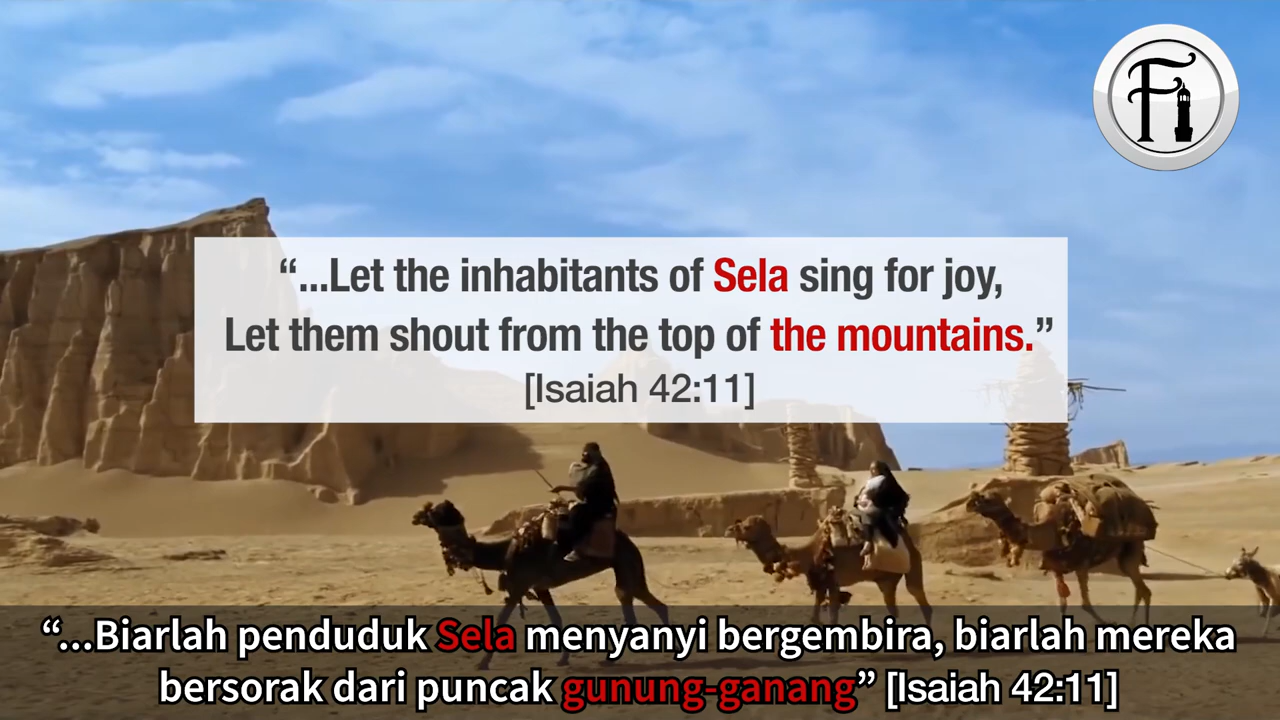 Fi
“...Let the inhabitants of Sela sing for joy,
Let them shout from the top of the mountains.”
[Isaiah 42:11]
“...Biarlah penduduk Sela menyanyi bergembira, biarlah mereka
bersorak dari puncak gunung-ganang” [Isaiah 42:11]